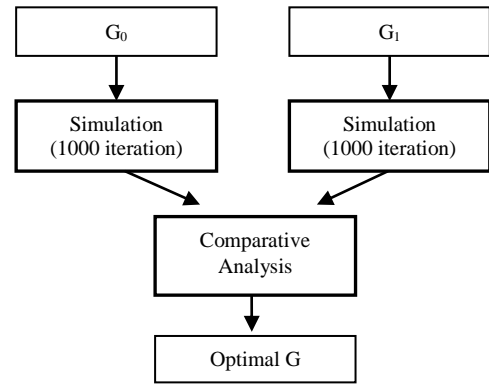 G₀
G₁
Simulation
(1000 iteration)
Simulation
(1000 iteration)
Comparative
Analysis
Optimal G